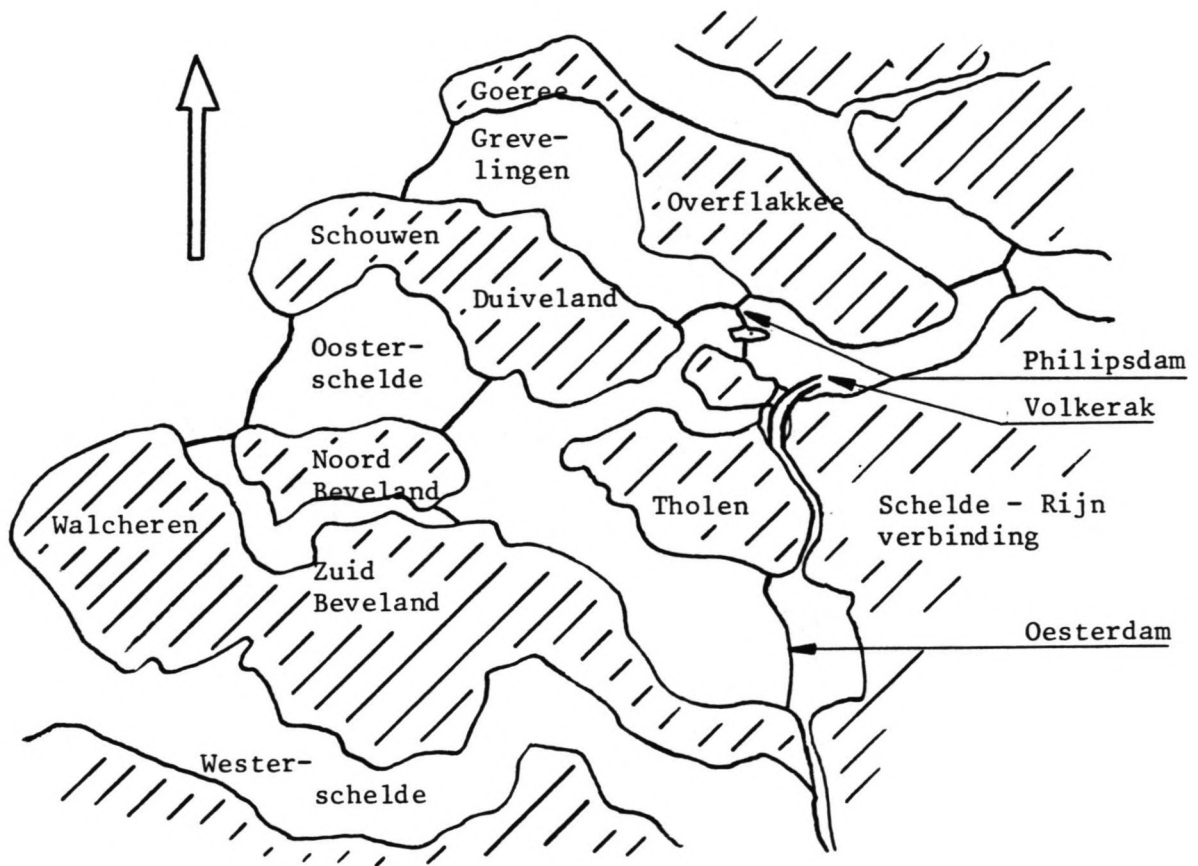 Goeree
Greve-
lingen
Overflakkee
Schouwen
Duiveland
Ooster-
schelde
Philipsdam
Volkerak
Noord
Beveland
Walcheren
Tholen
Schelde - Rijn
verbinding
Zuid
Beveland
Oesterdam
Wester-
schelde